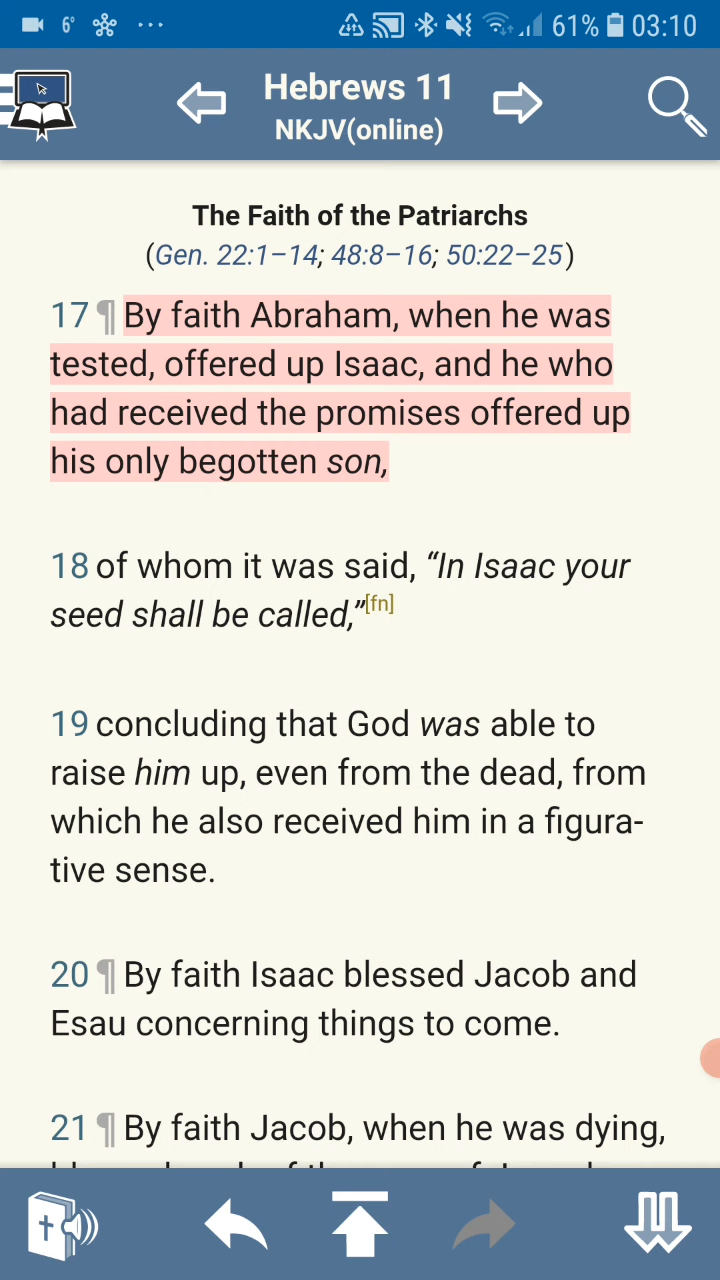 6°
61% 03:10
Hebrews 11
NKJV(online)
The Faith of the Patriarchs
(Gen. 22:1–14; 48:8–16; 50:22–25)
17 ¶ By faith Abraham, when he was
tested, offered up Isaac, and he who
had received the promises offered up
his only begotten son,
18 of whom it was said, “In Isaac your
seed shall be called,”[fn]
19 concluding that God was able to
raise him up, even from the dead, from
which he also received him in a figura-
tive sense.
20 ¶ By faith Isaac blessed Jacob and
Esau concerning things to come.
21 ¶ By faith Jacob, when he was dying,